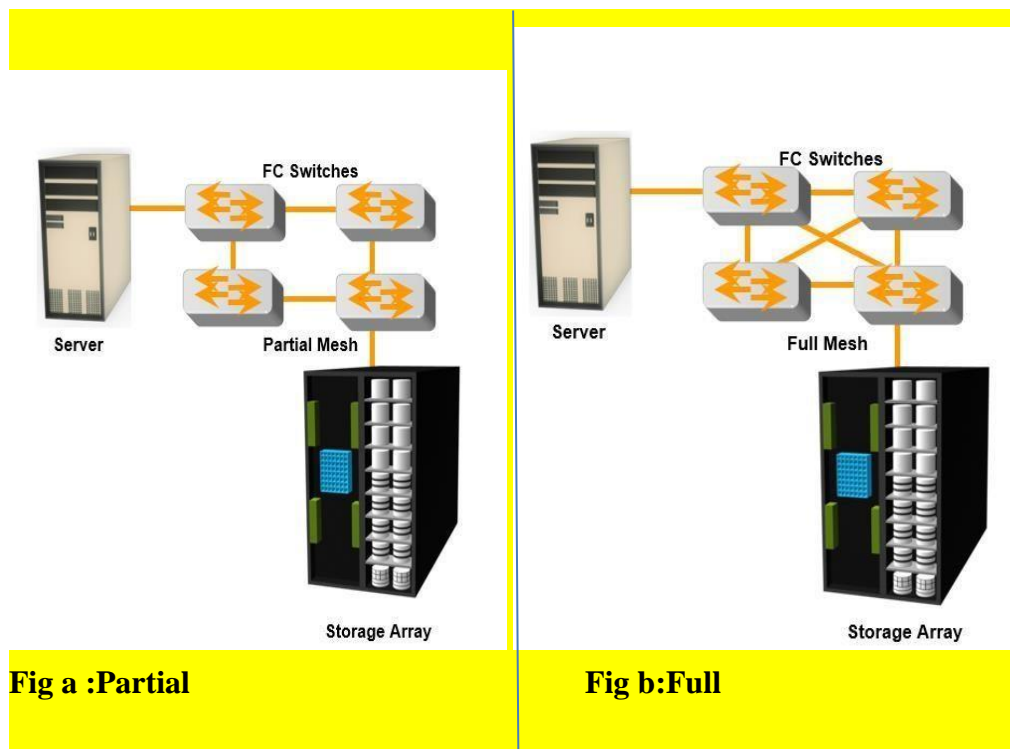 FC Switches
Server
Partial Mesh
Storage Array
Fig a :Partial
FC Switches
Server
Full Mesh
Storage Array
Fig b:Full